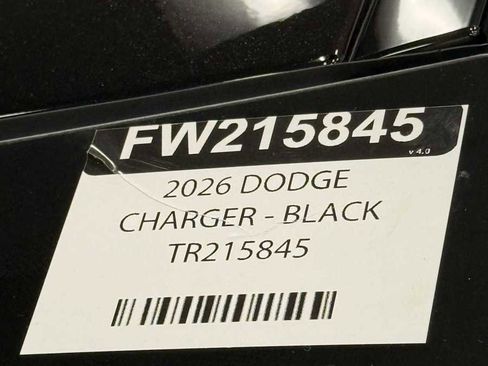 FW215845
v 4.0
2026 DODGE
CHARGER - BLACK
TR215845